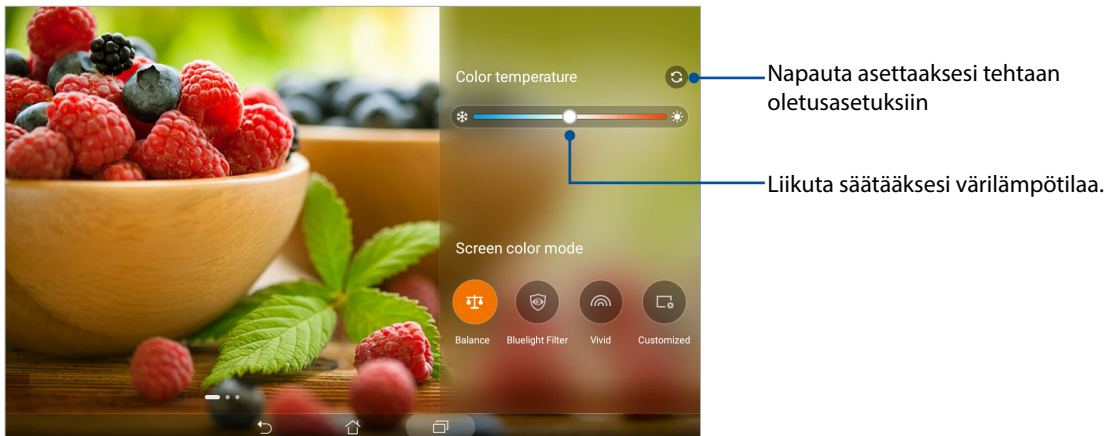 Color temperature
Napauta asettaaksesi tehtaan
oletusasetuksiin
Liikuta säätääksesi värilämpötilaa.
Screen color mode
Balance Bluelight Filter Vivid Customized